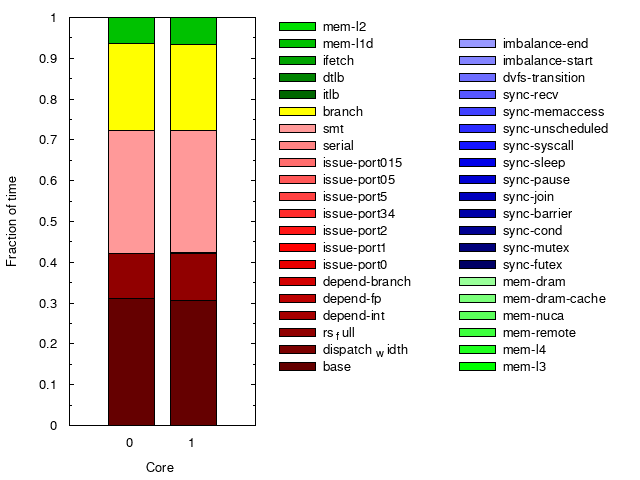 1
0.9
0.8
0.7
0.6
0.5
0.4
0.3
0.2
0.1
0
Fraction of time
0 1
Core
mem-l2
mem-l1d
ifetch
dtlb
itlb
branch
smt
serial
issue-port015
issue-port05
issue-port5
issue-port34
issue-port2
issue-port1
issue-port0
depend-branch
depend-fp
depend-int
rsfull
dispatchwidth
base
imbalance-end
imbalance-start
dvfs-transition
sync-recv
sync-memaccess
sync-unscheduled
sync-syscall
sync-sleep
sync-pause
sync-join
sync-barrier
sync-cond
sync-mutex
sync-futex
mem-dram
mem-dram-cache
mem-nuca
mem-remote
mem-l4
mem-l3